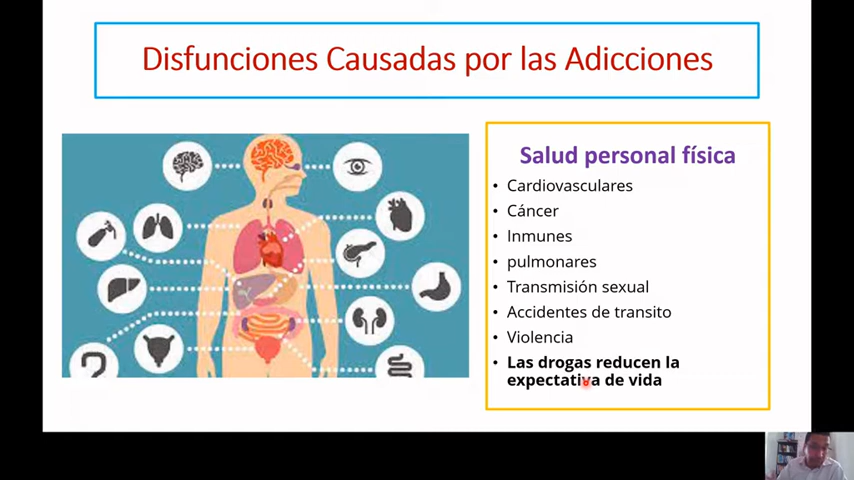 Disfunciones Causadas por las Adicciones
Salud personal física
• Cardiovasculares
• Cáncer
• Inmunes
• pulmonares
• Transmisión sexual
• Accidentes de transito
• Violencia
• Las drogas reducen la
expectativa de vida